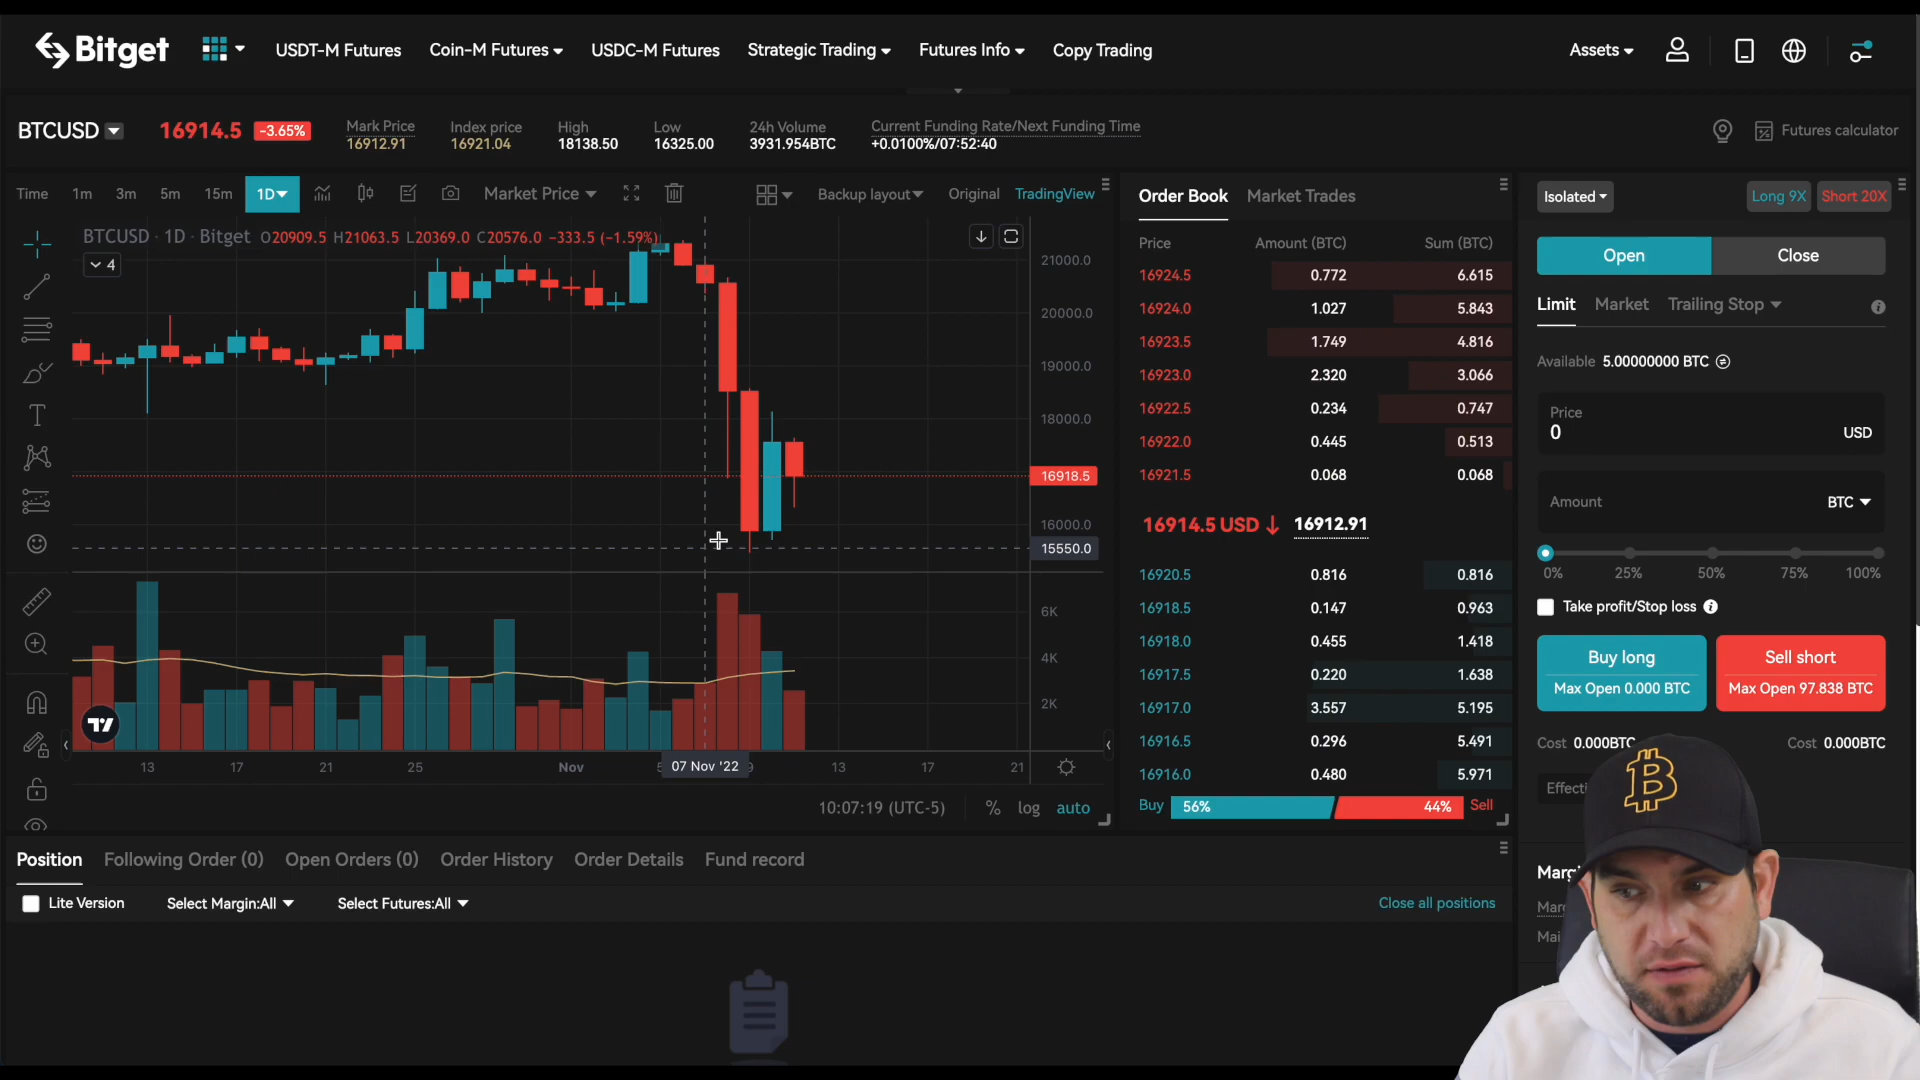 Bitget
USDT-M Futures
Coin-M Futures
USDC-M Futures
Strategic Trading
Futures Info
Copy Trading
Assets
BTCUSD
16914.5
-3.65%
Mark Price
16912.91
Index price
16921.04
High
18138.50
Low
16325.00
24h Volume
3931.954BTC
Current Funding Rate/Next Funding Time
+0.0100%/07:52:40
Futures calculator
Time 1m 3m 5m 15m 1D
Market Price
Backup layout
Original
TradingView
BTCUSD · 1D · Bitget O20909.5 H21063.5 L20369.0 C20576.0 -333.5 (-1.59%)
4
21000.0
20000.0
19000.0
18000.0
16918.5
16000.0
15550.0
6K
4K
2K
13 17 21 25 Nov 07 Nov '22 13 17 21
10:07:19 (UTC-5)
% log auto
Order Book
Market Trades
Price Amount (BTC) Sum (BTC)
16924.5 0.772 6.615
16924.0 1.027 5.843
16923.5 1.749 4.816
16923.0 2.320 3.066
16922.5 0.234 0.747
16922.0 0.445 0.513
16921.5 0.068 0.068
16914.5 USD 16912.91
16920.5 0.816 0.816
16918.5 0.147 0.963
16918.0 0.455 1.418
16917.5 0.220 1.638
16917.0 3.557 5.195
16916.5 0.296 5.491
16916.0 0.480 5.971
Buy 56% 44% Sell
Isolated
Long 9X
Short 20X
Open
Close
Limit
Market
Trailing Stop
Available 5.00000000 BTC
Price
0 USD
Amount BTC
0% 25% 50% 75% 100%
Take profit/Stop loss
Buy long
Max Open 0.000 BTC
Sell short
Max Open 97.838 BTC
Cost 0.000BTC
Cost 0.000BTC
Position
Following Order (0)
Open Orders (0)
Order History
Order Details
Fund record
Lite Version
Select Margin:All
Select Futures:All
Close all positions